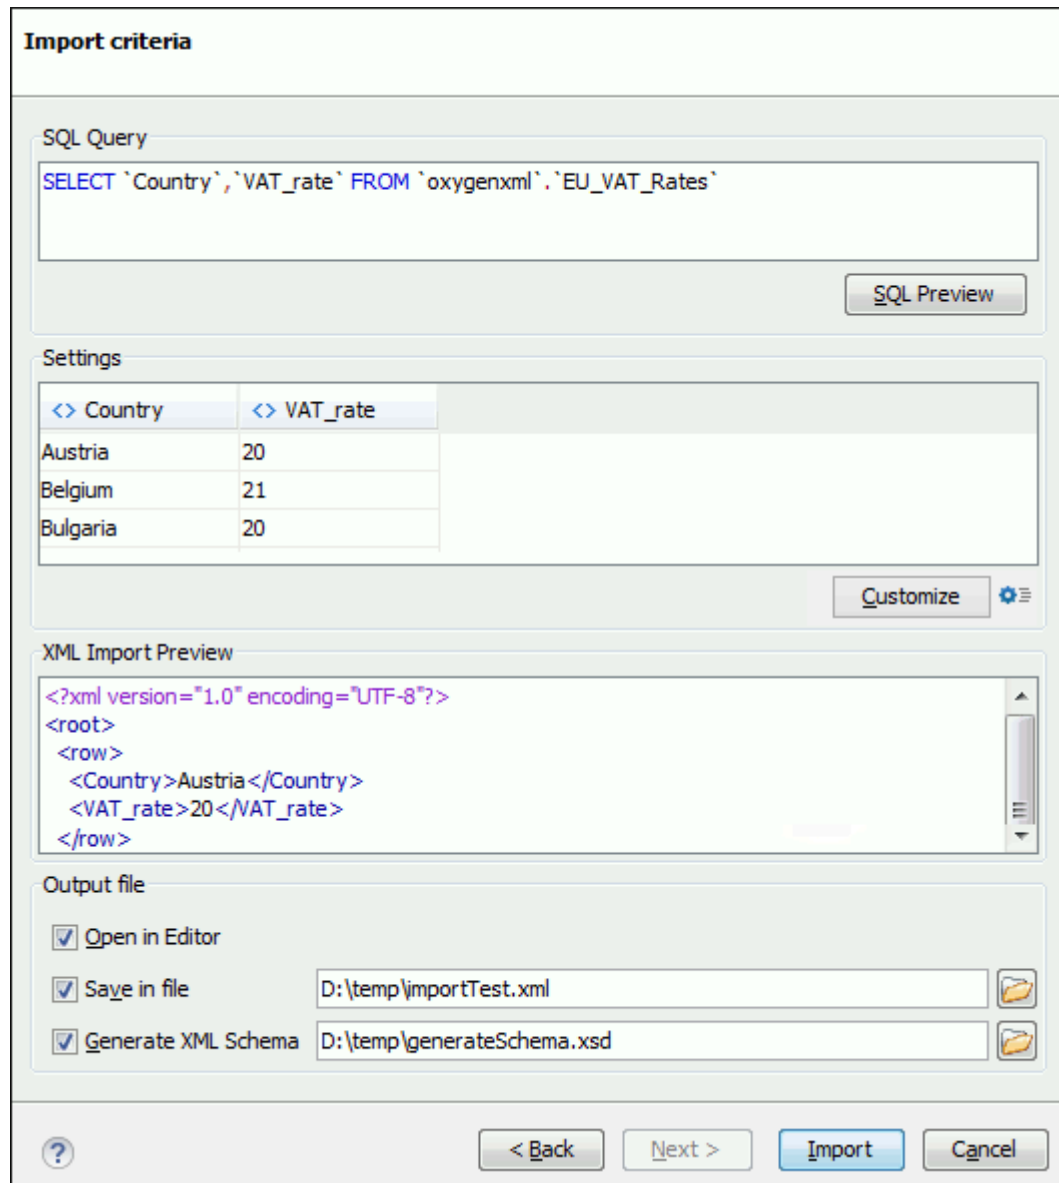 Import criteria
SQL Query
SELECT `Country`,`VAT_rate` FROM `oxygenxml`.`EU_VAT_Rates`
SQL Preview
Settings
<> Country <> VAT_rate
Austria 20
Belgium 21
Bulgaria 20
Customize
XML Import Preview
<?xml version="1.0" encoding="UTF-8"?>
<root>
<row>
<Country>Austria</Country>
<VAT_rate>20</VAT_rate>
</row>
Output file
Open in Editor
Save in file D:\temp\importTest.xml
Generate XML Schema D:\temp\generateSchema.xsd
? < Back Next > Import Cancel